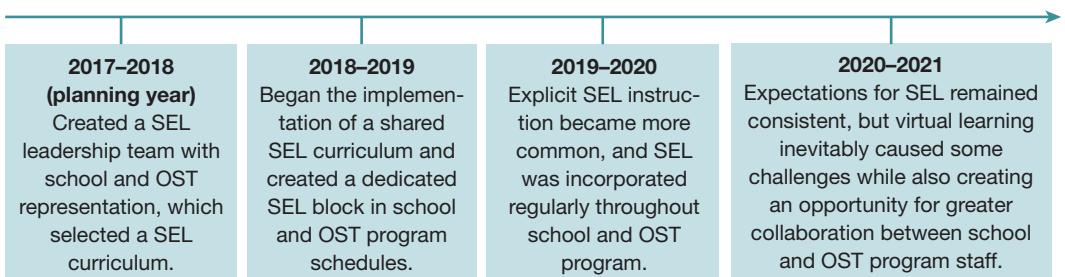 2017–2018
(planning year)
Created a SEL
leadership team with
school and OST
representation, which
selected a SEL
curriculum.
2018–2019
Began the implemen-
tation of a shared
SEL curriculum and
created a dedicated
SEL block in school
and OST program
schedules.
2019–2020
Explicit SEL instruc-
tion became more
common, and SEL
was incorporated
regularly throughout
school and OST
program.
2020–2021
Expectations for SEL remained
consistent, but virtual learning
inevitably caused some
challenges while also creating
an opportunity for greater
collaboration between school
and OST program staff.